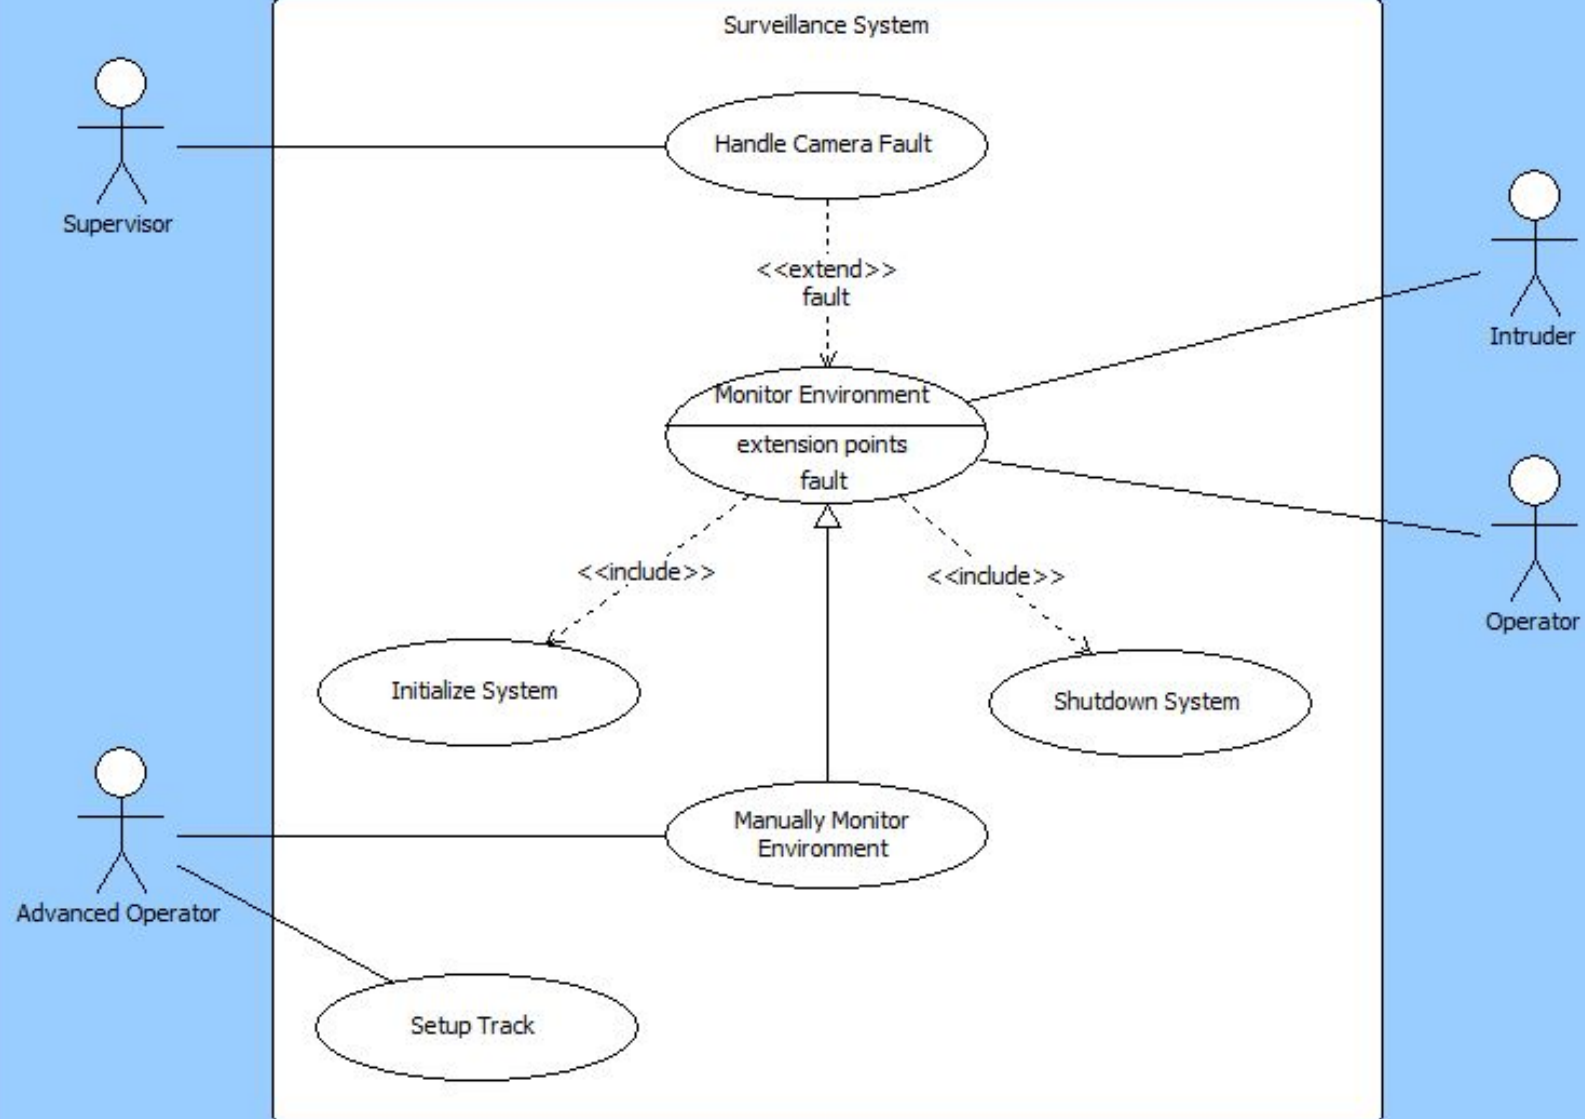 Surveillance System
Handle Camera Fault
Supervisor
<<extend>>
fault
Intruder
Monitor Environment
extension points
fault
<<include>>
<<include>>
Operator
Initialize System
Shutdown System
Manually Monitor
Environment
Advanced Operator
Setup Track